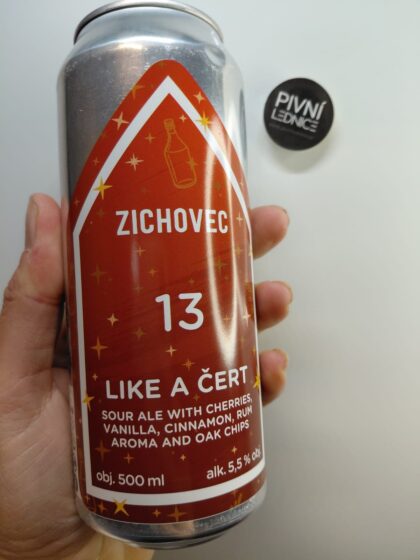 PIVNÍ
LEDNICE
ZICHOVEC
13
LIKE A ČERT
SOUR ALE WITH CHERRIES,
VANILLA, CINNAMON, RUM
AROMA AND OAK CHIPS
obj. 500 ml
alk. 5,5 % obj.